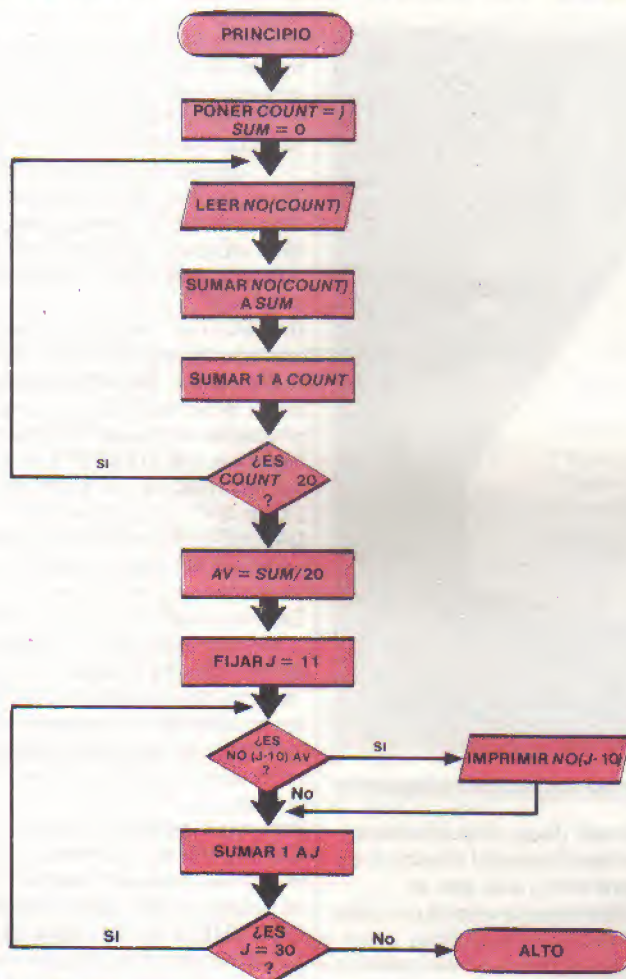 PRINCIPIO
PONER COUNT = )
SUM = 0
LEER NO(COUNT)
SUMAR NO(COUNT)
A SUM
SUMAR 1 A COUNT
SI
¿ES
COUNT 20
?
AV = SUM/20
FIJAR J = 11
¿ES
NO (J-10) AV
?
SI
IMPRIMIR NO(J-10)
No
SUMAR 1 A J
SI
¿ES
J = 30
?
No
ALTO